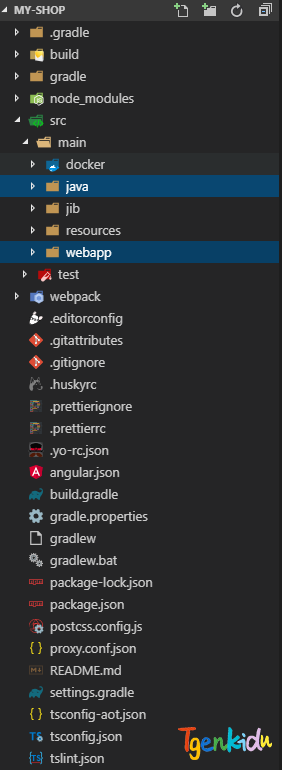 MY-SHOP
.gradle
build
gradle
node_modules
src
main
docker
java
jib
resources
webapp
test
webpack
.editorconfig
.gitattributes
.gitignore
.huskyrc
.prettierignore
.prettierrc
.yo-rc.json
angular.json
build.gradle
gradle.properties
gradlew
gradlew.bat
package-lock.json
package.json
postcss.config.js
proxy.conf.json
README.md
settings.gradle
tsconfig-aot.json
tsconfig.json
tslint.json
Tgenkidu